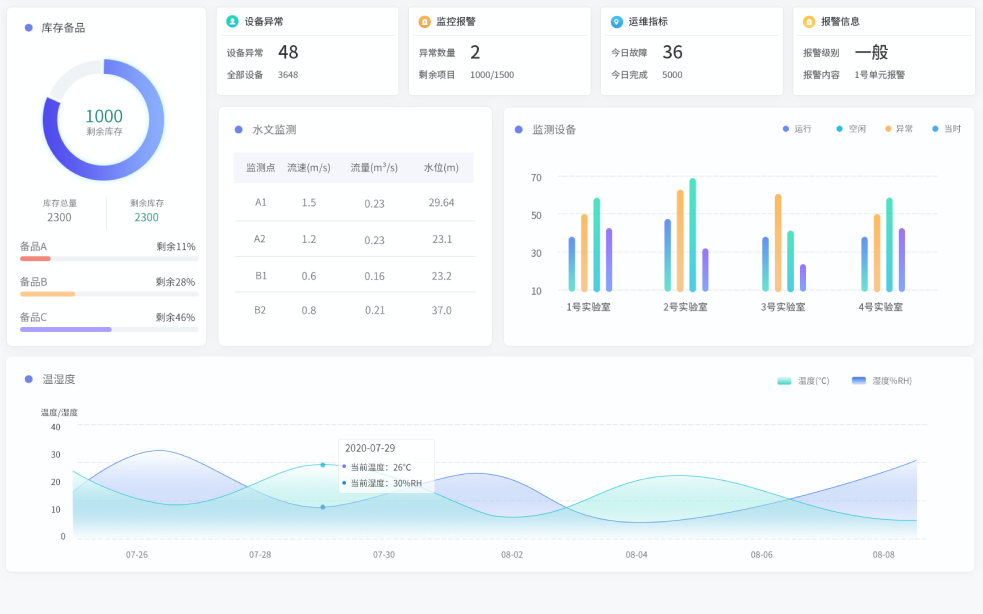 库存备品
1000
剩余库存
库存总量 剩余库存
2300 2300
备品A 剩余11%
备品B 剩余28%
备品C 剩余46%
设备异常
设备异常 48
全部设备 3648
监控报警
异常数量 2
剩余项目 1000/1500
运维指标
今日故障 36
今日完成 5000
报警信息
报警级别 一般
报警内容 1号单元报警
水文监测
监测点 流速(m/s) 流量(m³/s) 水位(m)
A1 1.5 0.23 29.64
A2 1.2 0.23 23.1
B1 0.6 0.16 23.2
B2 0.8 0.21 37.0
监测设备
运行 空闲 异常 当时
70
50
30
10
1号实验室 2号实验室 3号实验室 4号实验室
温湿度
温度(℃) 湿度%RH)
温度/湿度
40
30
20
10
0
2020-07-29
当前温度：26℃
当前湿度：30%RH
07-26 07-28 07-30 08-02 08-04 08-06 08-08